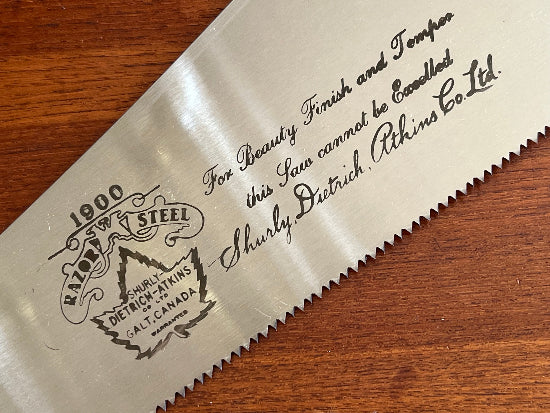 1900
RAZOR STEEL
SHURLY-
DIETRICH-ATKINS
CO LTD
GALT, CANADA
WARRANTED
For Beauty Finish and Temper
this Saw cannot be Excelled
Shurly, Dietrich, Atkins Co. Ltd.